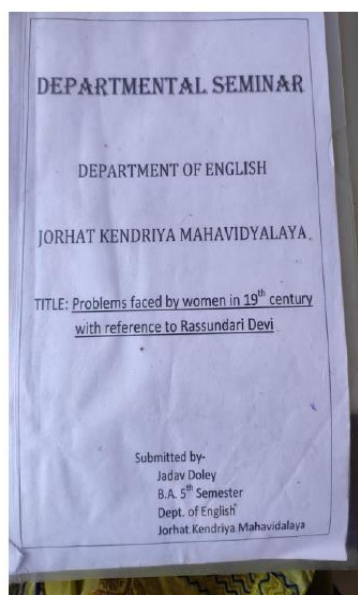 DEPARTMENTAL SEMINAR
DEPARTMENT OF ENGLISH
JORHAT KENDRIYA MAHAVIDYALAYA.
TITLE: Problems faced by women in 19th century
with reference to Rassundari Devi
Submitted by-
Jadav Doley
B.A. 5th Semester
Dept. of English
Jorhat Kendriya Mahavidalaya